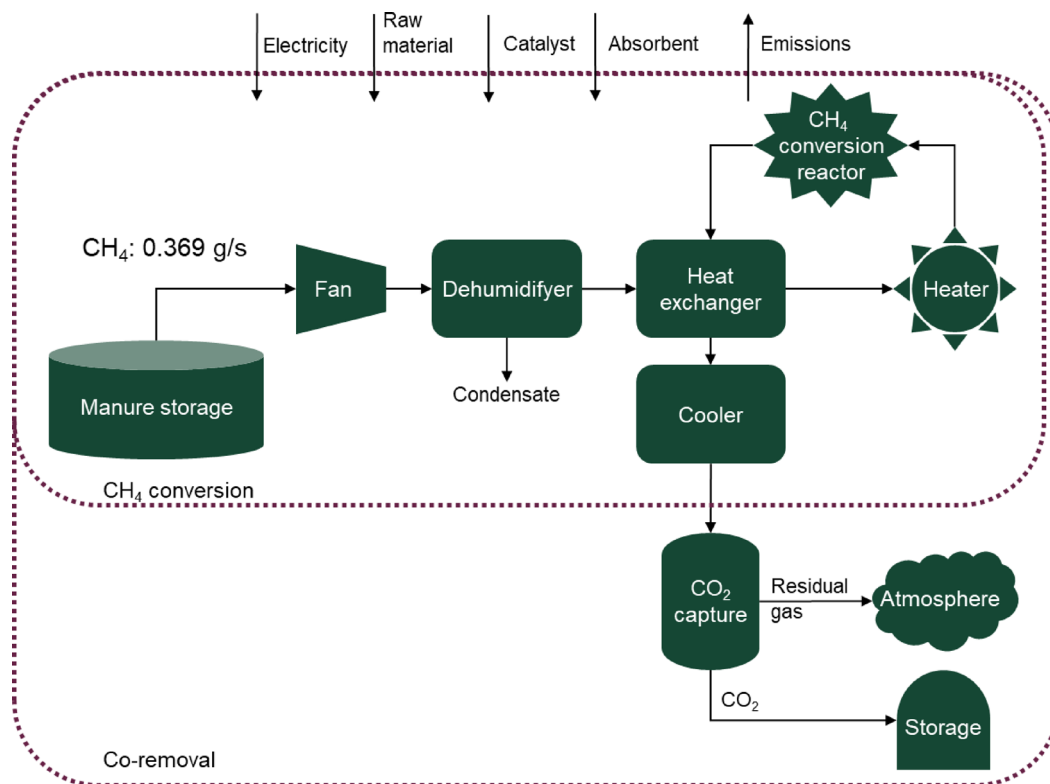 Electricity
Raw
material
Catalyst
Absorbent
Emissions
CH₄
conversion
reactor
CH₄: 0.369 g/s
Fan
Dehumidifyer
Heat
exchanger
Heater
Manure storage
Condensate
Cooler
CH₄ conversion
CO₂
capture
Residual
gas
Atmosphere
CO₂
Storage
Co-removal